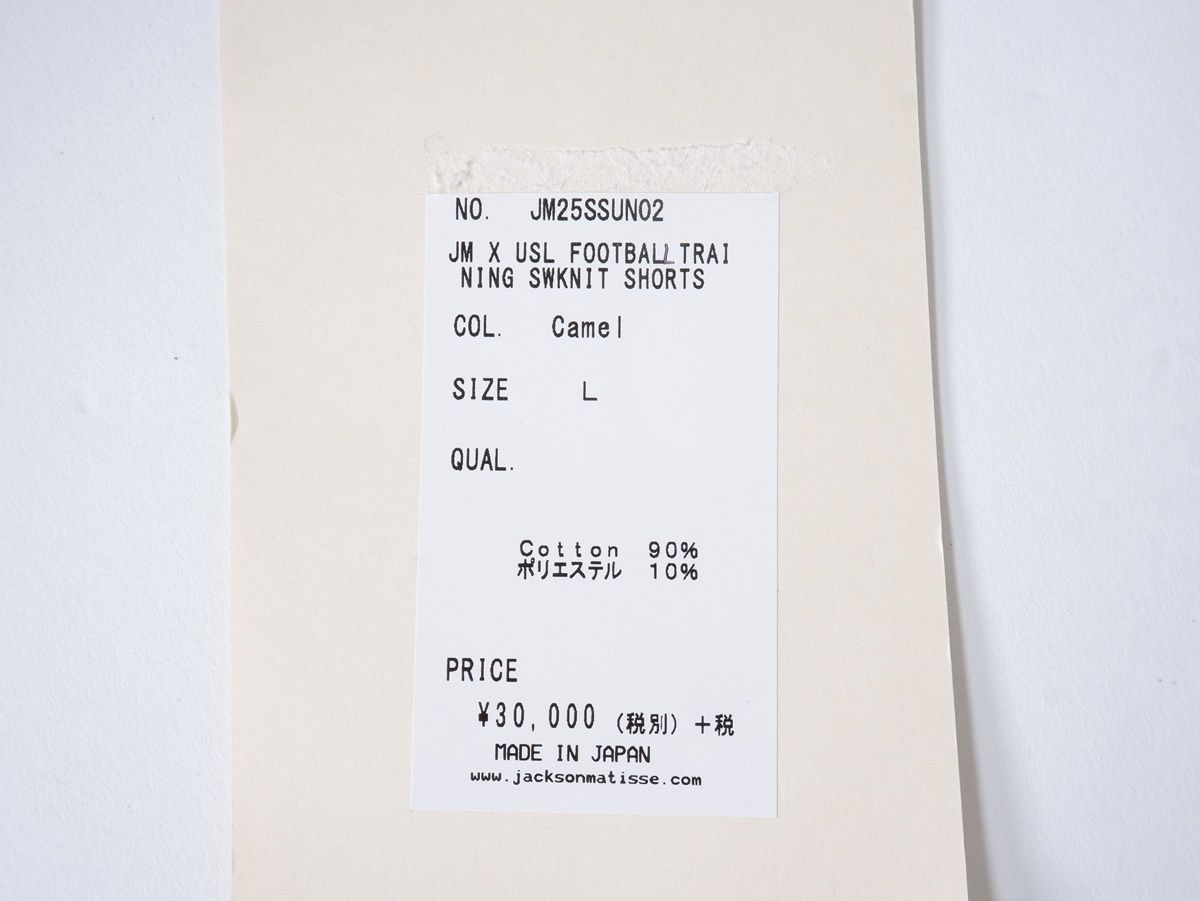 NO. JM25SSUN02
JM X USL FOOTBALL TRAI
NING SWKNIT SHORTS
COL. Camel
SIZE L
QUAL.
Cotton 90%
ポリエステル 10%
PRICE
¥30,000 (税別) +税
MADE IN JAPAN
www.jacksonmatisse.com